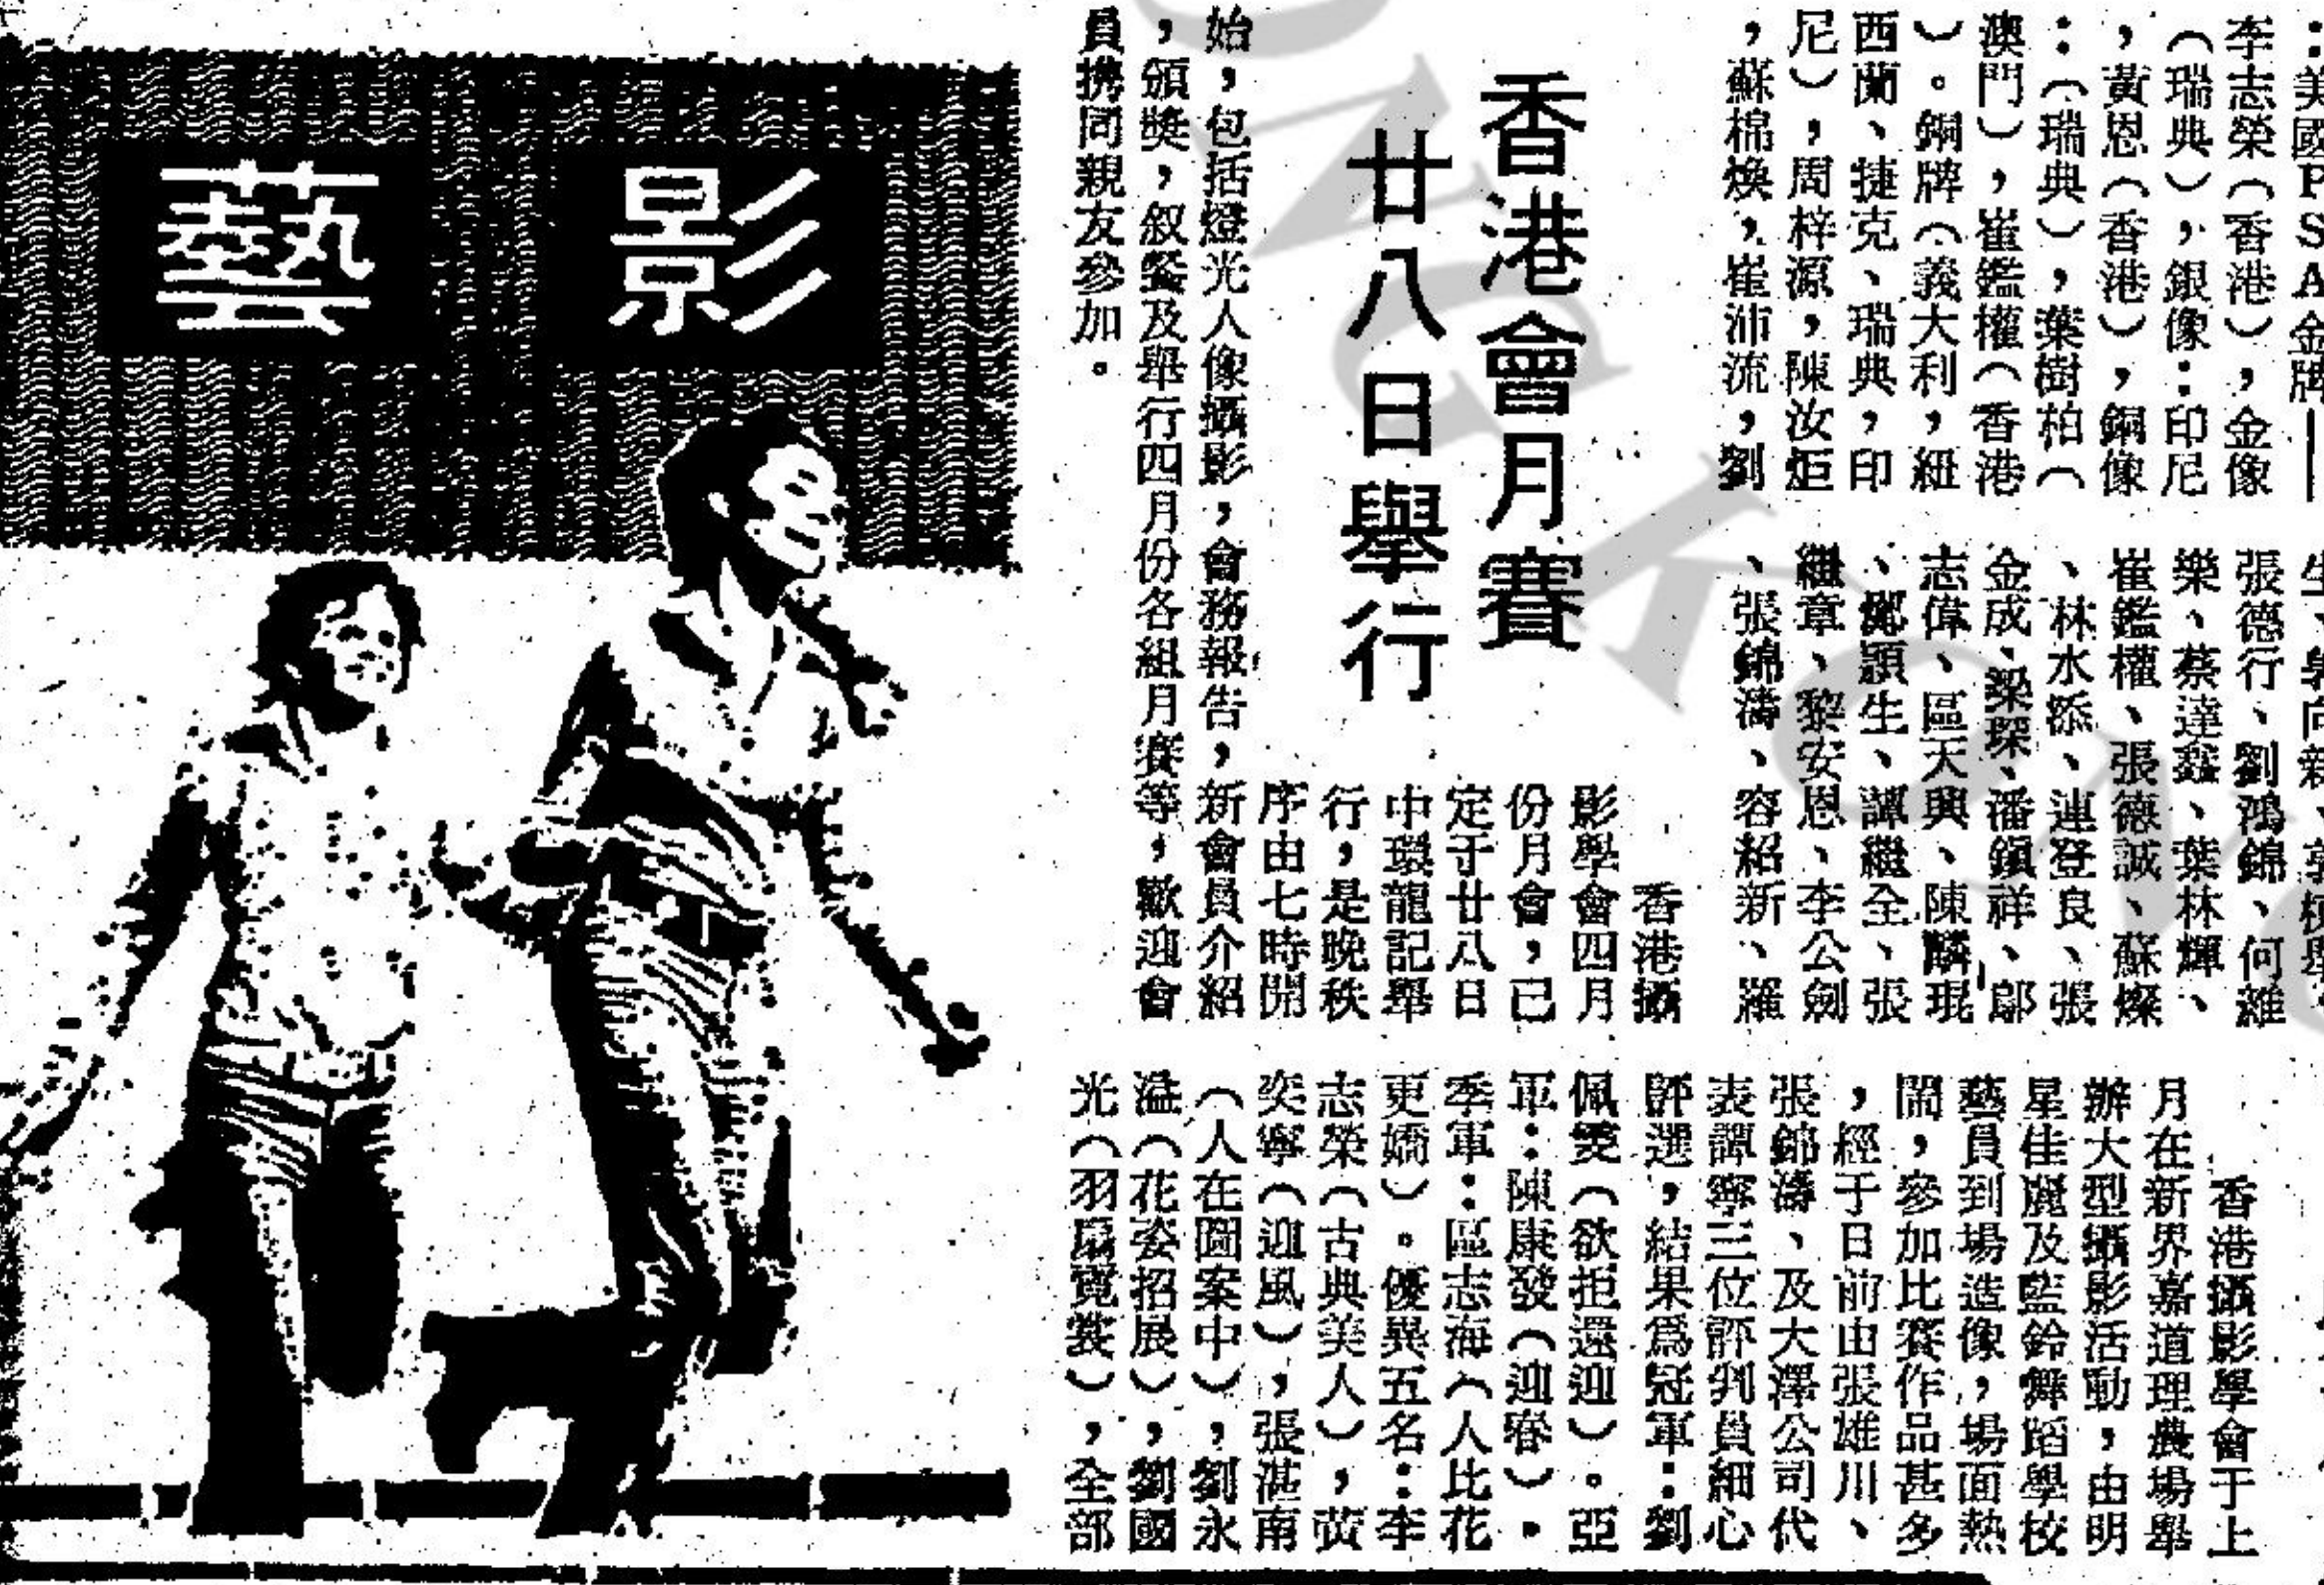 影藝
：美國PSA金牌—
李志榮（香港），金像
（瑞典），銀像：印尼
，黃恩（香港），銅像
：（瑞典），葉樹柏（
澳門），崔鑑權（香港
）。銅牌（義大利，紐
西蘭、捷克、瑞典，印
尼），周梓源，陳汝炬
，蘇棉煥，崔沛流，劉
張德行、劉鴻錦、何維
樂、蔡達鑫、葉林輝、
崔鑑權、張德誠、蘇燦
、林水添、連登良、張
金成、梁琛、潘鎭祥、鄔
志偉、區天興、陳麟琨
、鄭顯生、譚繼全、張
繼章、黎安恩、李公劍
、張錦濤、容紹新、羅
香港會月賽
廿八日舉行
香港攝
影學會四月
份月會，已
定于廿八日
中環龍記舉
行，是晚秩
序由七時開
始，包括燈光人像攝影，會務報告，新會員介紹
，頒獎，叙餐及舉行四月份各組月賽等，歡迎會
員携同親友參加。
香港攝影學會于上
月在新界嘉道理農場舉
辦大型攝影活動，由明
星佳麗及藍鈴舞蹈學校
藝員到場造像，場面熱
鬧，參加比賽作品甚多
，經于日前由張雄川、
張錦濤、及大澤公司代
表譚寧三位評判員細心
評選，結果爲冠軍：劉
佩雯（欲拒還迎）。亞
軍：陳康發（迎春）。
季軍：區志海（人比花
更嬌）。優異五名：李
志榮（古典美人），黃
奕寧（迎風），張湛南
（人在圖案中），劉永
溢（花姿招展），劉國
光（羽扇霓裳），全部